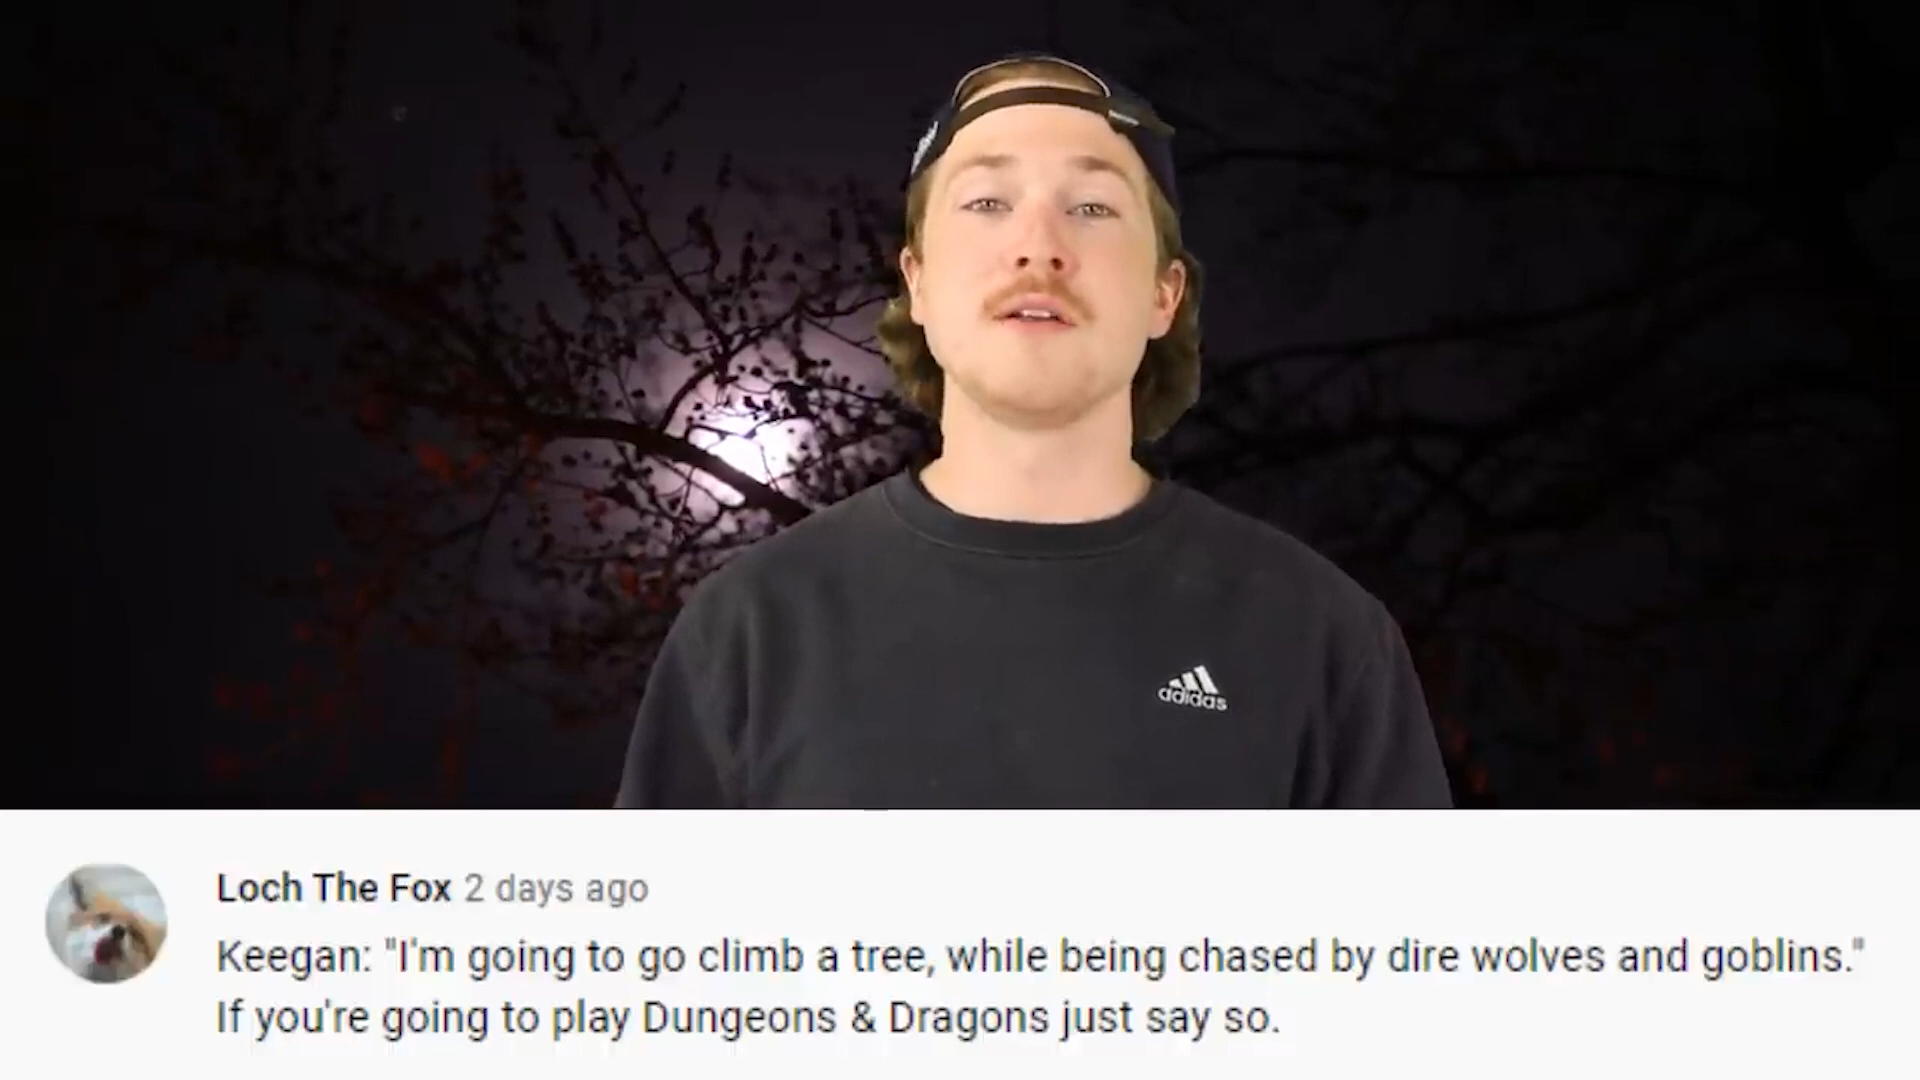 adidas
Loch The Fox 2 days ago
Keegan: "I'm going to go climb a tree, while being chased by dire wolves and goblins."
If you're going to play Dungeons & Dragons just say so.